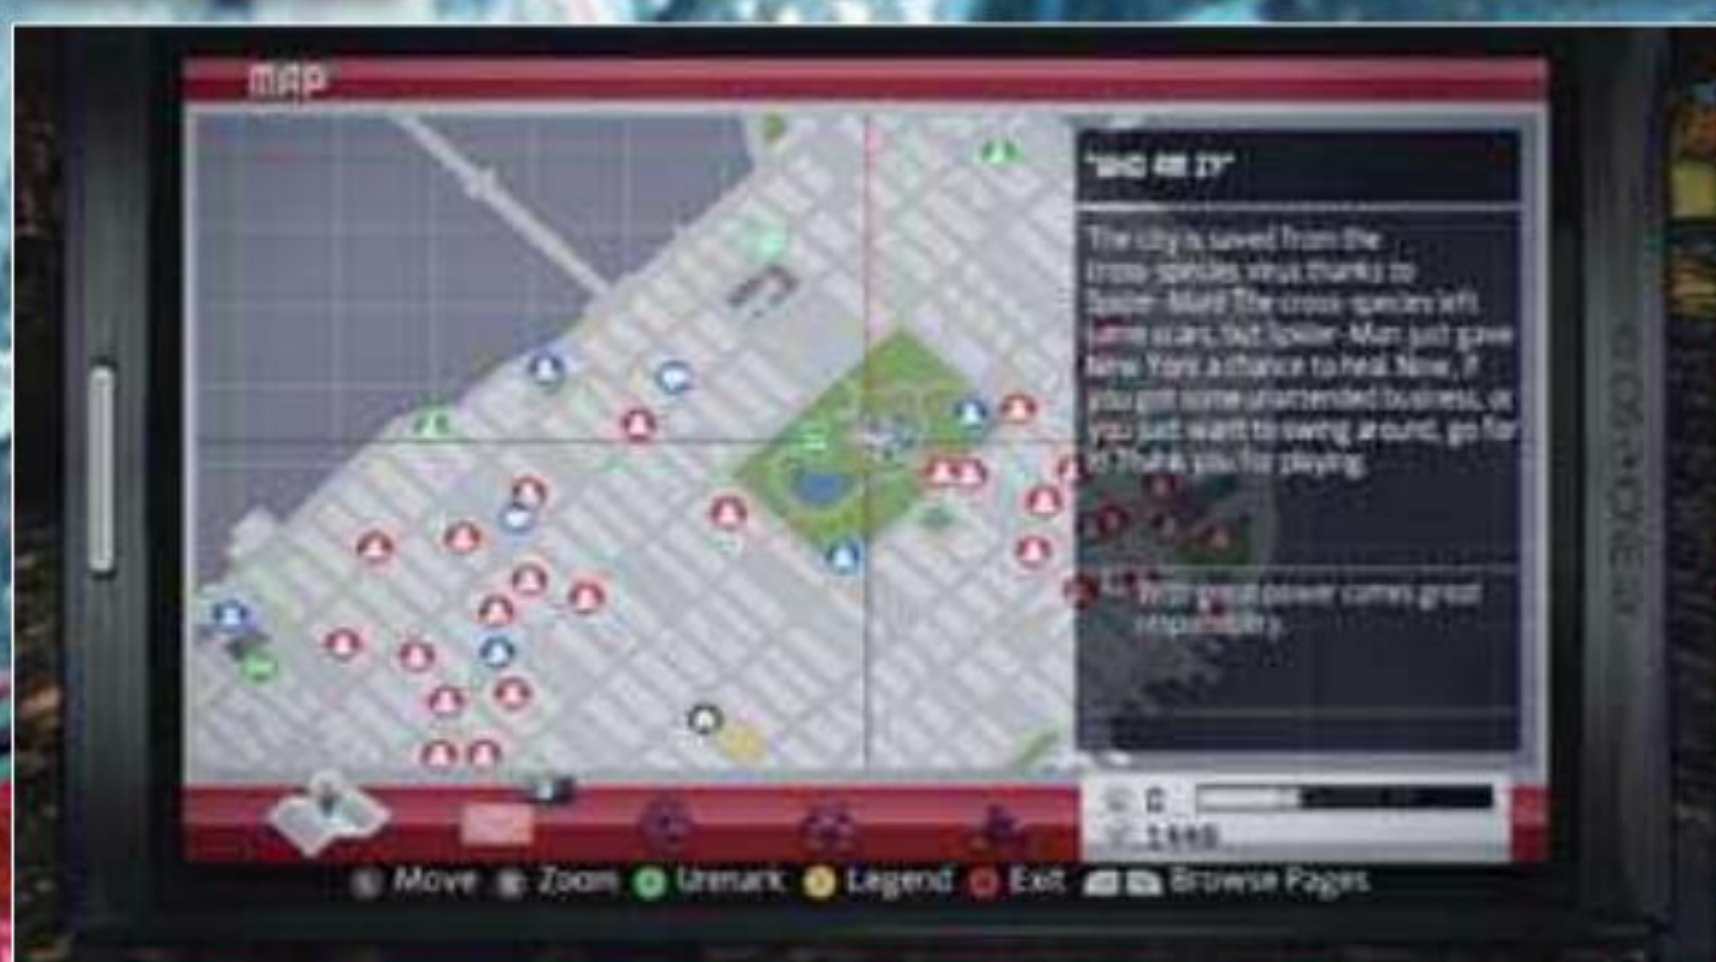 MAP
"WHO AM I?"
The city is saved from the
cross-species virus thanks to
Spider-Man! The cross-species left
some scars, but Spider-Man just gave
New York a chance to heal. Now, if
you got some unattended business, or
you just want to swing around, go for
it! Thank you for playing.
With great power comes great
responsibility.
0
Move Zoom Unmark Legend Exit Browse Pages